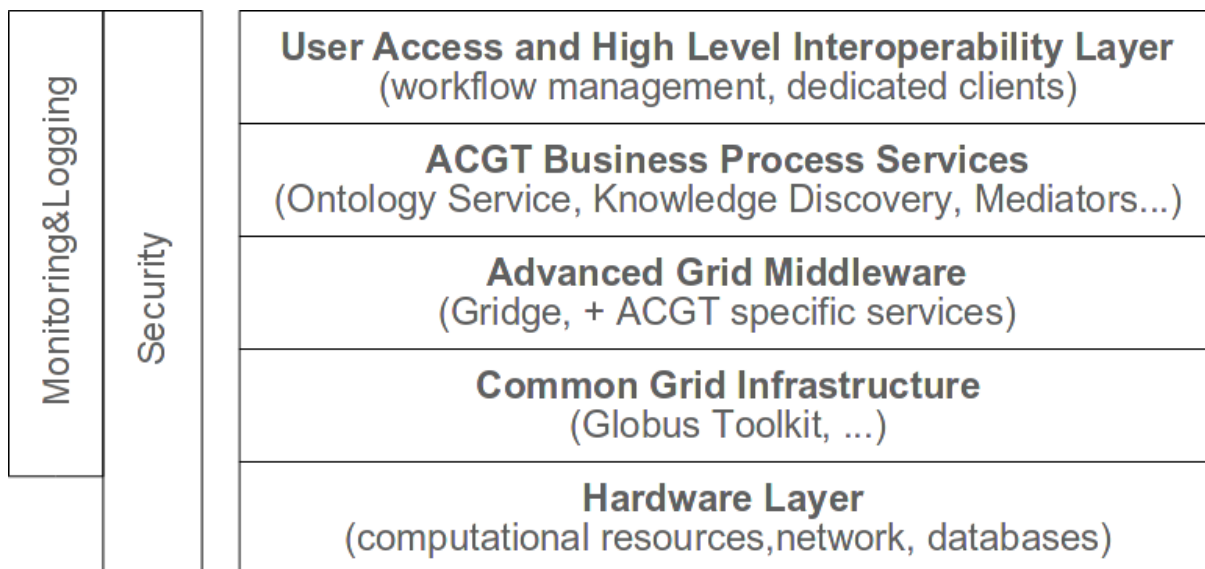 Monitoring&Logging
Security
User Access and High Level Interoperability Layer
(workflow management, dedicated clients)
ACGT Business Process Services
(Ontology Service, Knowledge Discovery, Mediators...)
Advanced Grid Middleware
(Gridge, + ACGT specific services)
Common Grid Infrastructure
(Globus Toolkit, ...)
Hardware Layer
(computational resources,network, databases)